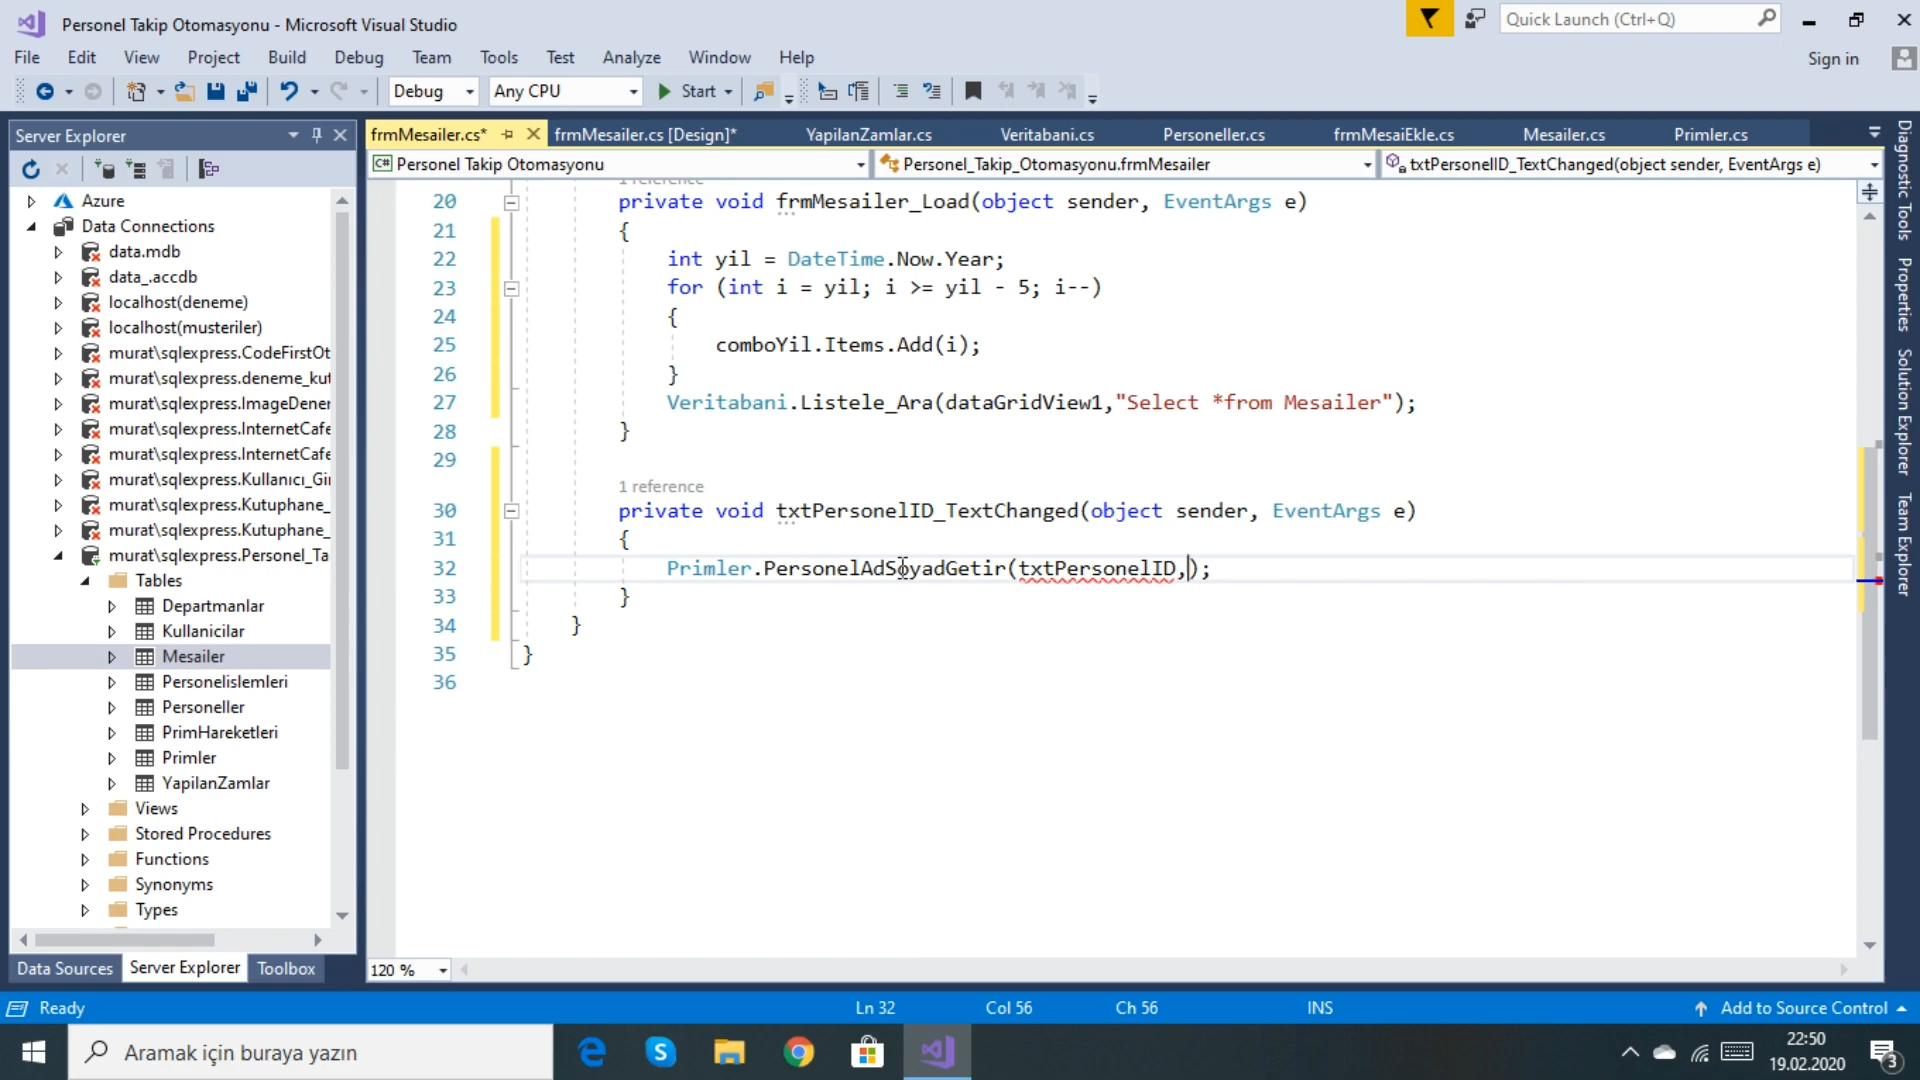 Personel Takip Otomasyonu - Microsoft Visual Studio
Quick Launch (Ctrl+Q)
File Edit View Project Build Debug Team Tools Test Analyze Window Help
Sign in
Debug Any CPU Start
Server Explorer
frmMesailer.cs* frmMesailer.cs [Design]* YapilanZamlar.cs Veritabani.cs Personeller.cs frmMesaiEkle.cs Mesailer.cs Primler.cs
C# Personel Takip Otomasyonu Personel_Takip_Otomasyonu.frmMesailer txtPersonelID_TextChanged(object sender, EventArgs e)
Azure
Data Connections
data.mdb
data_.accdb
localhost(deneme)
localhost(musteriler)
murat\sqlexpress.CodeFirstOt
murat\sqlexpress.deneme_kut
murat\sqlexpress.ImageDener
murat\sqlexpress.InternetCafe
murat\sqlexpress.InternetCafe
murat\sqlexpress.Kullanıcı_Gir
murat\sqlexpress.Kutuphane_
murat\sqlexpress.Kutuphane_
murat\sqlexpress.Personel_Ta
Tables
Departmanlar
Kullanicilar
Mesailer
Personelislemleri
Personeller
PrimHareketleri
Primler
YapilanZamlar
Views
Stored Procedures
Functions
Synonyms
Types
Data Sources Server Explorer Toolbox
1 reference
20 private void frmMesailer_Load(object sender, EventArgs e)
21 {
22 int yil = DateTime.Now.Year;
23 for (int i = yil; i >= yil - 5; i--)
24 {
25 comboYil.Items.Add(i);
26 }
27 Veritabani.Listele_Ara(dataGridView1,"Select *from Mesailer");
28 }
29
1 reference
30 private void txtPersonelID_TextChanged(object sender, EventArgs e)
31 {
32 Primler.PersonelAdSoyadGetir(txtPersonelID,);
33 }
34 }
35 }
36
120 %
Diagnostic Tools
Properties
Solution Explorer
Team Explorer
Ready Ln 32 Col 56 Ch 56 INS Add to Source Control
Aramak için buraya yazın
22:50
19.02.2020
3